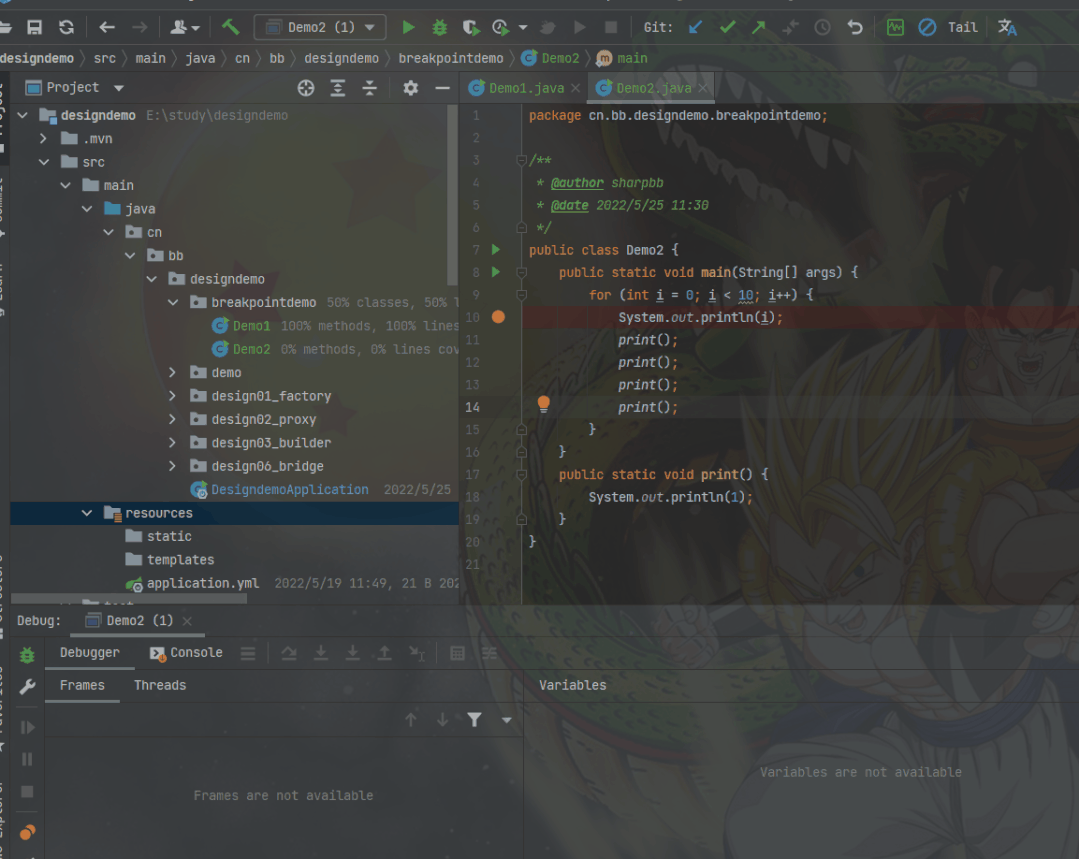 Demo2 (1)
Git:
Tail
designdemo
src
main
java
cn
bb
designdemo
breakpointdemo
Demo2
main
Project
Demo1.java
Demo2.java
designdemo E:\study\designdemo
.mvn
src
main
java
cn
bb
designdemo
breakpointdemo 50% classes, 50%
Demo1 100% methods, 100% lines
Demo2 0% methods, 0% lines cov
demo
design01_factory
design02_proxy
design03_builder
design06_bridge
DesigndemoApplication 2022/5/25
resources
static
templates
application.yml 2022/5/19 11:49, 21 B 202
1 package cn.bb.designdemo.breakpointdemo;
2
3 /**
4 * @author sharpbb
5 * @date 2022/5/25 11:30
6 */
7 public class Demo2 {
8 public static void main(String[] args) {
9 for (int i = 0; i < 10; i++) {
10 System.out.println(i);
11 print();
12 print();
13 print();
14 print();
15 }
16 }
17 public static void print() {
18 System.out.println(1);
19 }
20 }
21
Debug:
Demo2 (1)
Debugger
Console
Frames
Threads
Variables
Frames are not available
Variables are not available